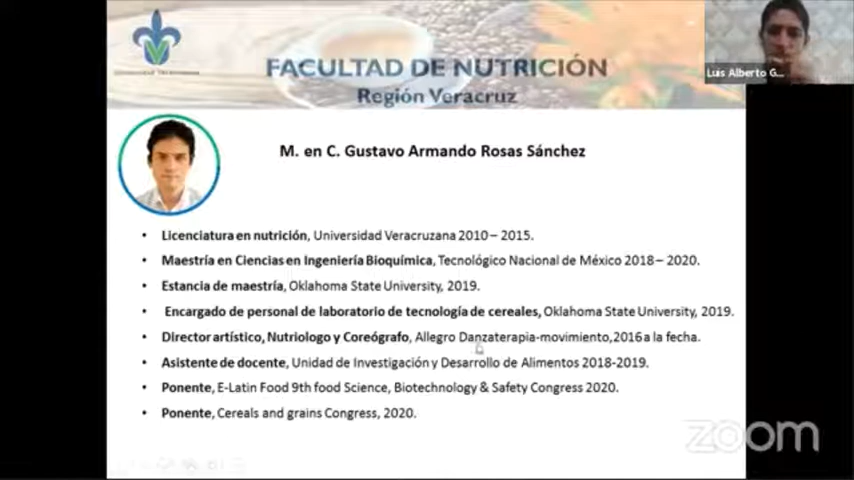 UNIVERSIDAD VERACRUZANA
FACULTAD DE NUTRICIÓN
Región Veracruz
Luis Alberto G...
M. en C. Gustavo Armando Rosas Sánchez
• Licenciatura en nutrición, Universidad Veracruzana 2010 – 2015.
• Maestría en Ciencias en Ingeniería Bioquímica, Tecnológico Nacional de México 2018 – 2020.
• Estancia de maestría, Oklahoma State University, 2019.
• Encargado de personal de laboratorio de tecnología de cereales, Oklahoma State University, 2019.
• Director artístico, Nutriologo y Coreógrafo, Allegro Danzaterapia-movimiento,2016 a la fecha.
• Asistente de docente, Unidad de Investigación y Desarrollo de Alimentos 2018-2019.
• Ponente, E-Latin Food 9th food Science, Biotechnology & Safety Congress 2020.
• Ponente, Cereals and grains Congress, 2020.
zoom